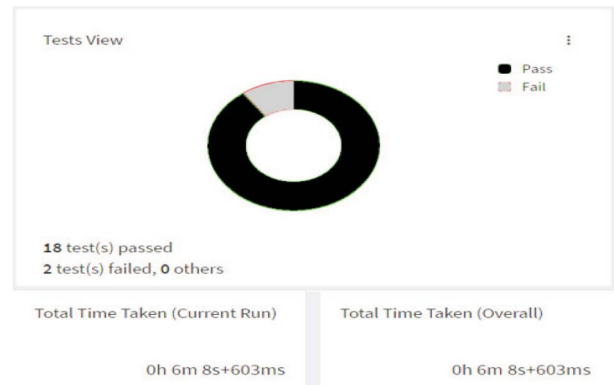 Tests View
Pass
Fail
18 test(s) passed
2 test(s) failed, 0 others
Total Time Taken (Current Run)
0h 6m 8s+603ms
Total Time Taken (Overall)
0h 6m 8s+603ms